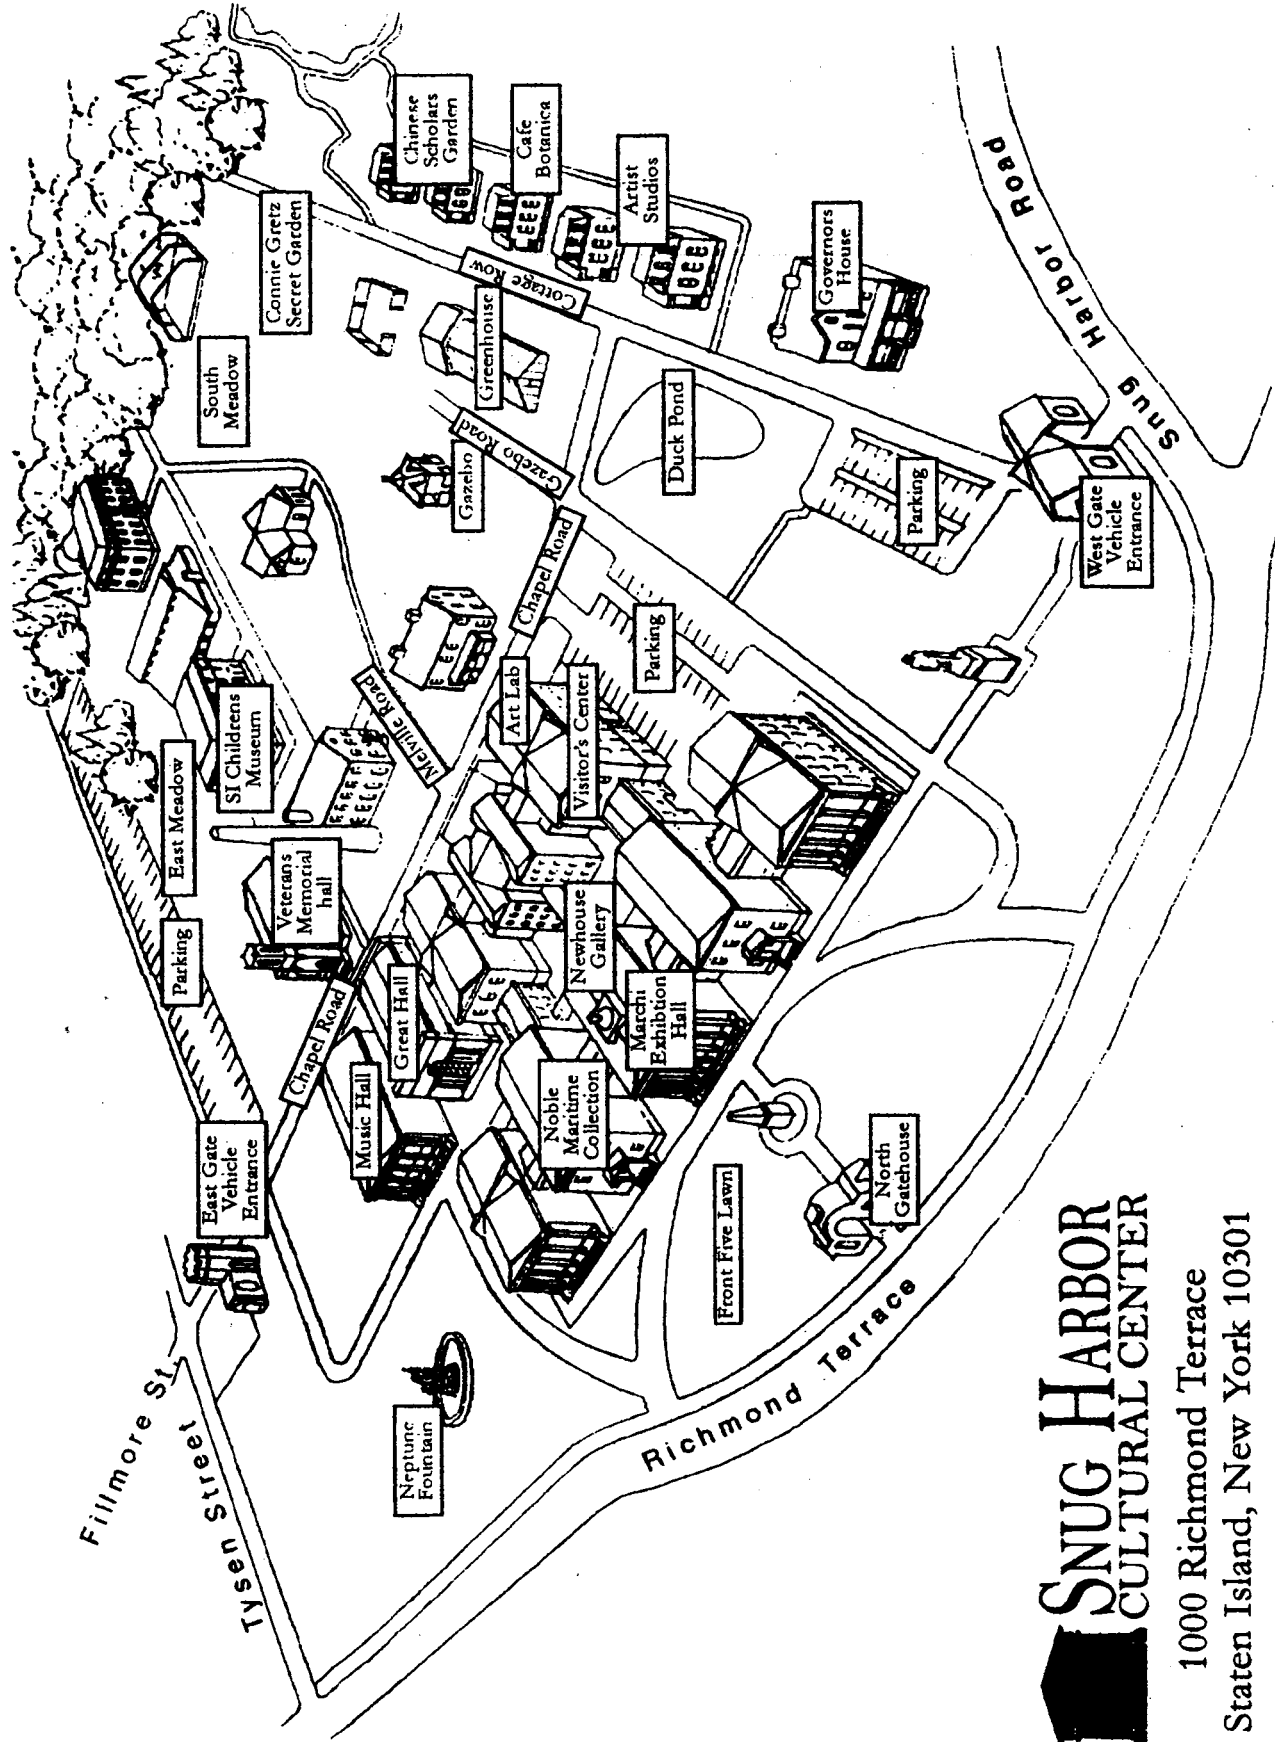 Fillmore St.
Tysen Street
Parking
East Meadow
East Gate
Vehicle
Entrance
South
Meadow
SI Childrens
Museum
Connie Gretz
Secret Garden
Veterans
Memorial
hall
Chapel Road
Music Hall
Great Hall
Melville Road
Neptune
Fountain
Chinese
Scholars
Garden
Gazebo
Greenhouse
Gazebo Road
Art Lab
Cottage Row
Cafe
Botanica
Chapel Road
Noble
Maritime
Collection
Visitor's Center
Newhouse
Gallery
Artist
Studios
Marchi
Exhibtion
Hall
Parking
Duck Pond
Front Five Lawn
Richmond Terrace
Governors
House
North
Gatehouse
Parking
West Gate
Vehicle
Entrance
Snug Harbor Road
SNUG HARBOR
CULTURAL CENTER
1000 Richmond Terrace
Staten Island, New York 10301